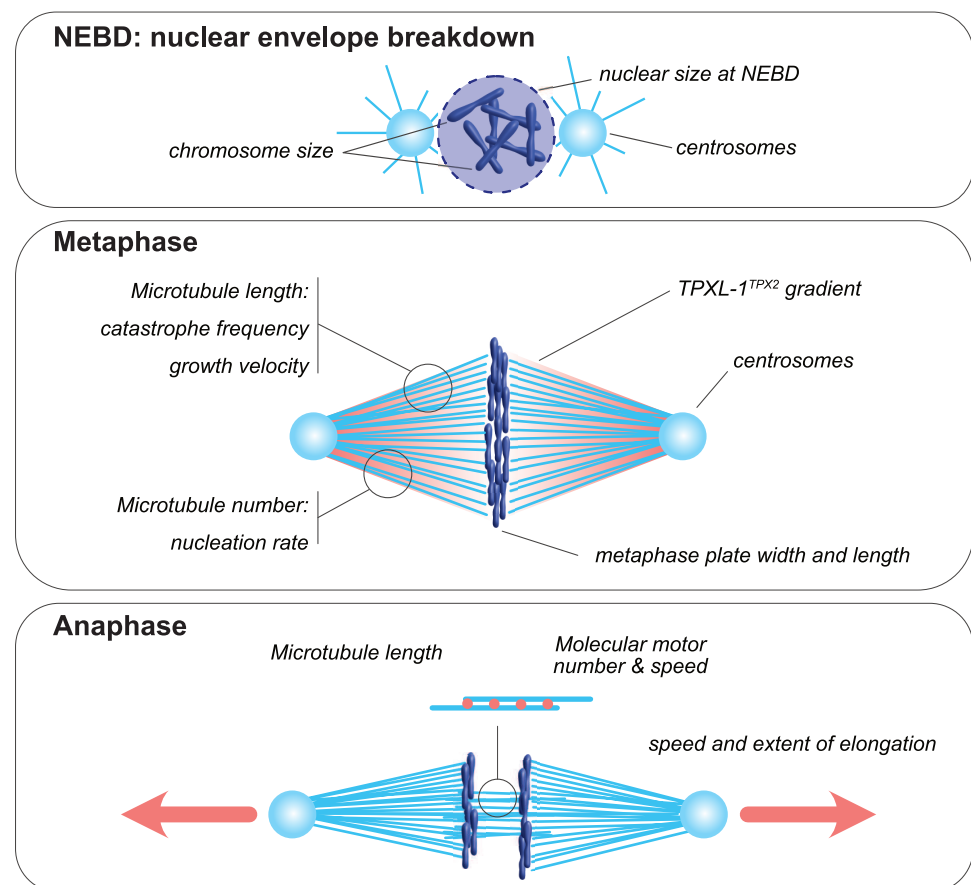 NEBD: nuclear envelope breakdown
nuclear size at NEBD
chromosome size
centrosomes
Metaphase
Microtubule length:
catastrophe frequency
growth velocity
TPXL-1^TPX2 gradient
centrosomes
Microtubule number:
nucleation rate
metaphase plate width and length
Anaphase
Microtubule length
Molecular motor
number & speed
speed and extent of elongation